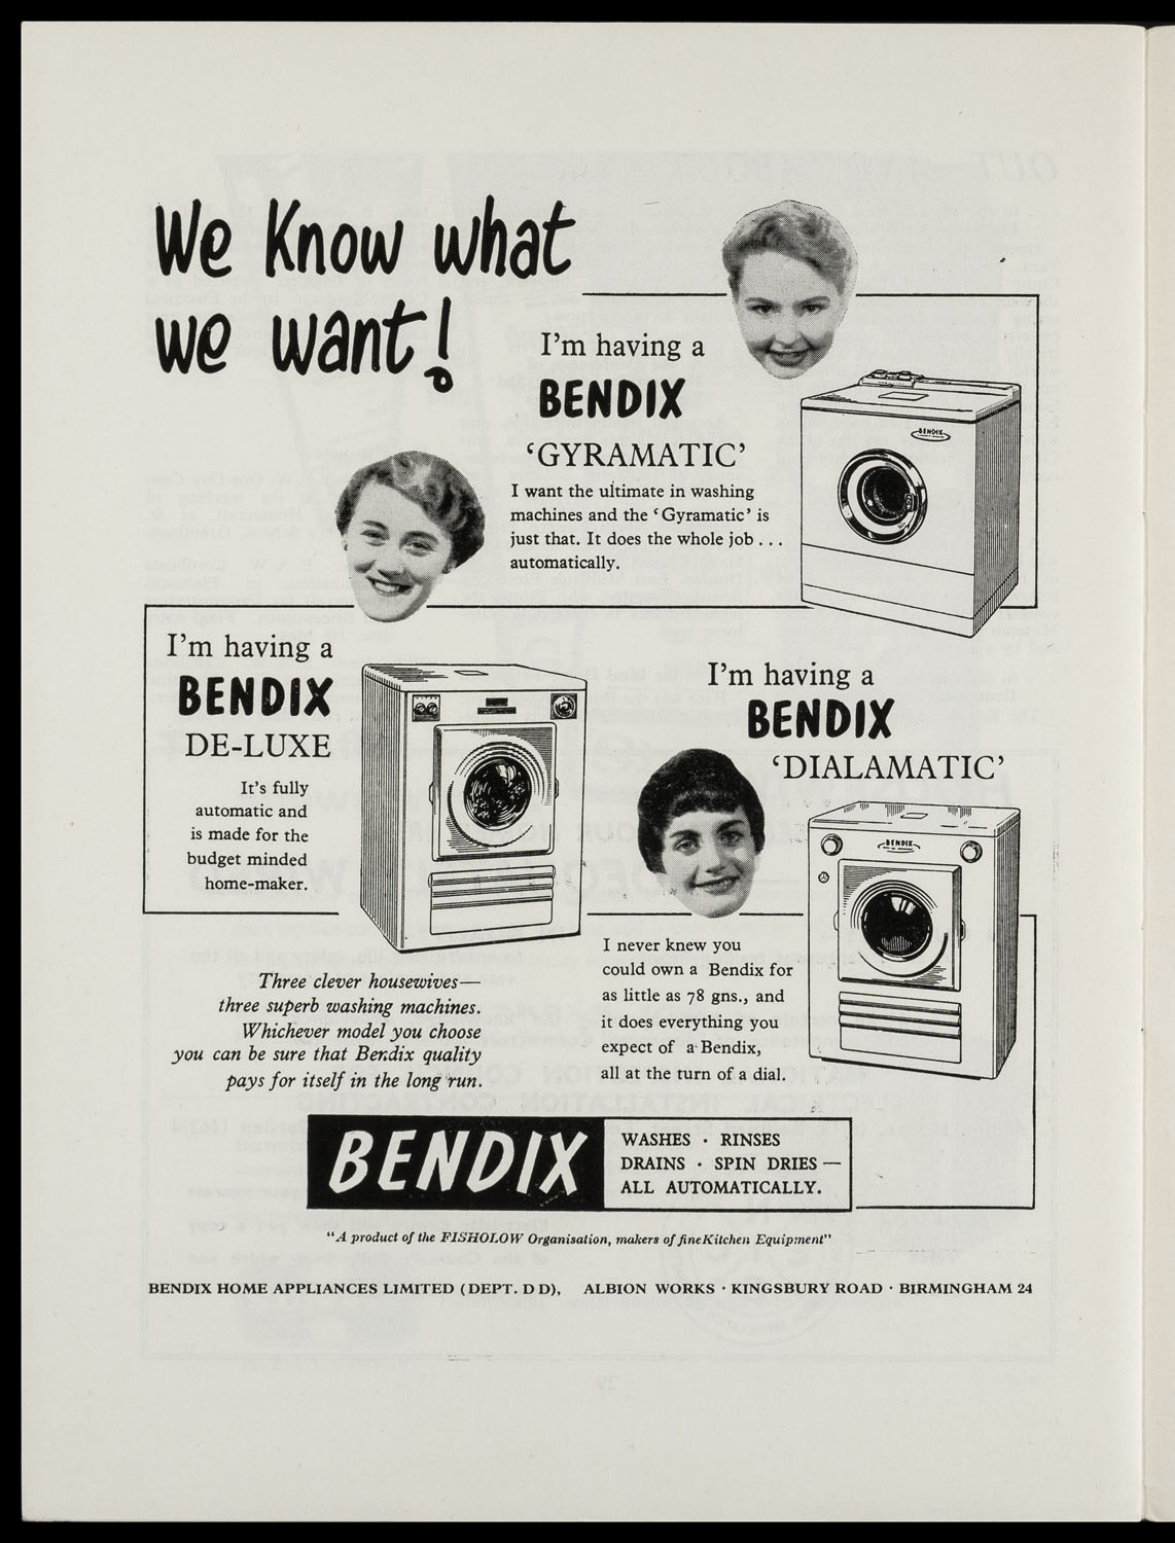 We Know what
we want!
I'm having a
BENDIX
‘GYRAMATIC’
I want the ultimate in washing
machines and the ‘Gyramatic’ is
just that. It does the whole job . . .
automatically.
BENDIX
I'm having a
BENDIX
DE-LUXE
It's fully
automatic and
is made for the
budget minded
home-maker.
I'm having a
BENDIX
‘DIALAMATIC’
BENDIX
I never knew you
could own a Bendix for
as little as 78 gns., and
it does everything you
expect of a Bendix,
all at the turn of a dial.
Three clever housewives—
three superb washing machines.
Whichever model you choose
you can be sure that Bendix quality
pays for itself in the long run.
BENDIX
WASHES · RINSES
DRAINS · SPIN DRIES —
ALL AUTOMATICALLY.
"A product of the FISHOLOW Organisation, makers of fine Kitchen Equipment"
BENDIX HOME APPLIANCES LIMITED (DEPT. D D), ALBION WORKS · KINGSBURY ROAD · BIRMINGHAM 24